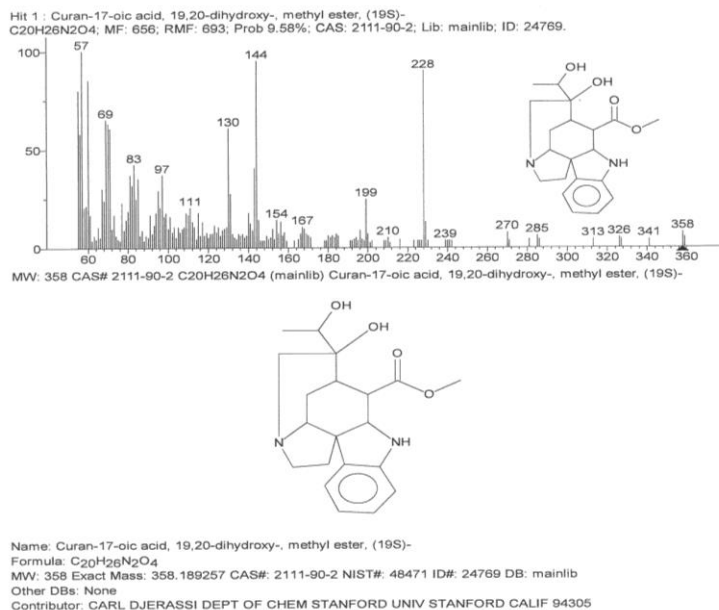 Hit 1 : Curan-17-oic acid, 19,20-dihydroxy-, methyl ester, (19S)-
C20H26N2O4; MF: 656; RMF: 693; Prob 9.58%; CAS: 2111-90-2; Lib: mainlib; ID: 24769.
100
57
144
228
OH
OH
O
O
NH
N
50
69
130
83
97
111
154
167
199
210
239
270
285
313
326
341
358
0
60 80 100 120 140 160 180 200 220 240 260 280 300 320 340 360
MW: 358 CAS# 2111-90-2 C20H26N2O4 (mainlib) Curan-17-oic acid, 19,20-dihydroxy-, methyl ester, (19S)-
OH
OH
O
O
N
NH
Name: Curan-17-oic acid, 19,20-dihydroxy-, methyl ester, (19S)-
Formula: C20H26N2O4
MW: 358 Exact Mass: 358.189257 CAS#: 2111-90-2 NIST#: 48471 ID#: 24769 DB: mainlib
Other DBs: None
Contributor: CARL DJERASSI DEPT OF CHEM STANFORD UNIV STANFORD CALIF 94305